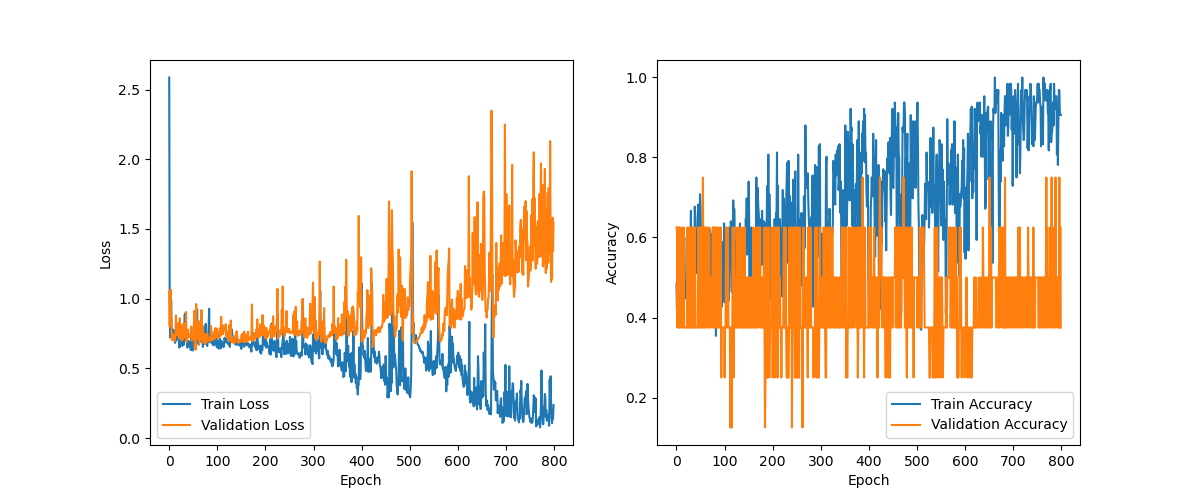 2.5
2.0
1.5
1.0
0.5
0.0
Loss
0 100 200 300 400 500 600 700 800
Epoch
Train Loss
Validation Loss
1.0
0.8
0.6
0.4
0.2
Accuracy
0 100 200 300 400 500 600 700 800
Epoch
Train Accuracy
Validation Accuracy